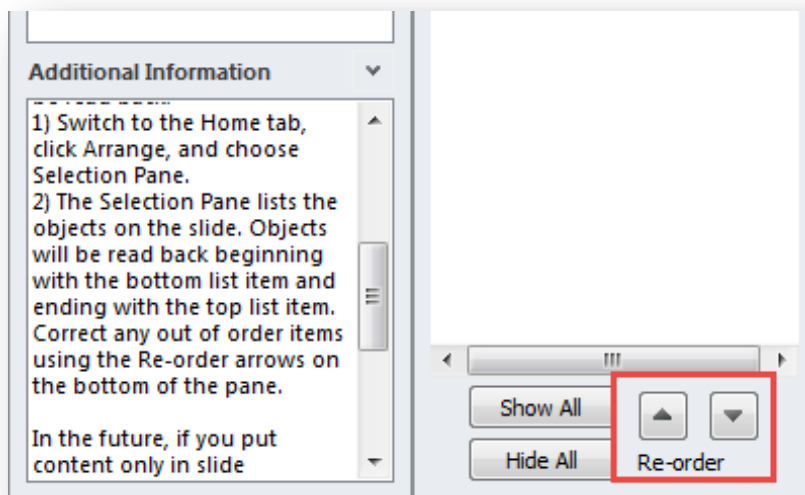 Additional Information
1) Switch to the Home tab,
click Arrange, and choose
Selection Pane.
2) The Selection Pane lists the
objects on the slide. Objects
will be read back beginning
with the bottom list item and
ending with the top list item.
Correct any out of order items
using the Re-order arrows on
the bottom of the pane.
In the future, if you put
content only in slide
Show All
Hide All
Re-order